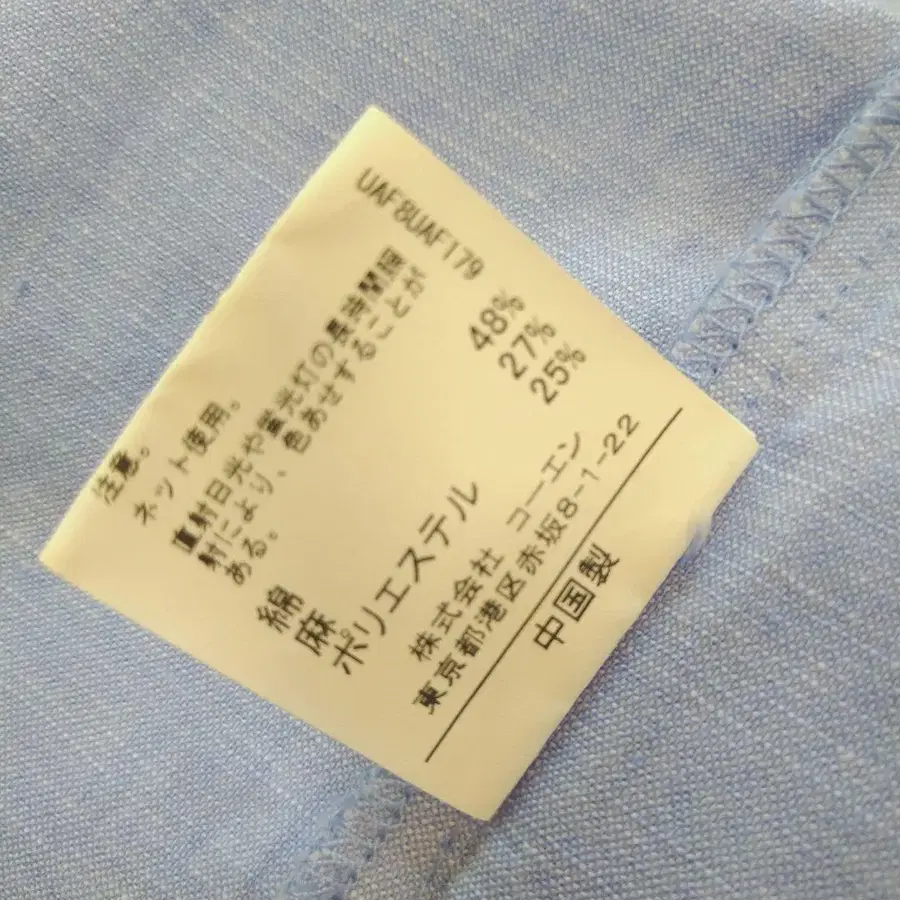 UAF8UAF179
注意。
ネット使用。
直射日光や蛍光灯の長時間照
射により、色あせすることが
ある。
綿 48%
麻 27%
ポリエステル 25%
株式会社 コーエン
東京都港区赤坂8-1-22
中国製